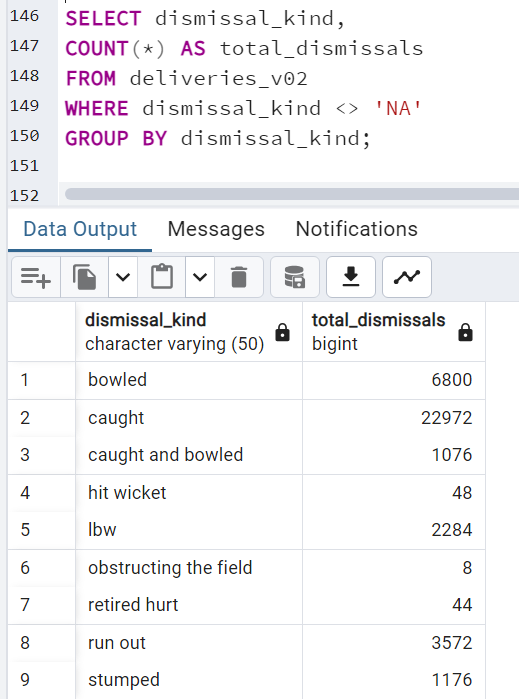 146 SELECT dismissal_kind,
147 COUNT(*) AS total_dismissals
148 FROM deliveries_v02
149 WHERE dismissal_kind <> 'NA'
150 GROUP BY dismissal_kind;
151
152
Data Output Messages Notifications
dismissal_kind total_dismissals
character varying (50) bigint
1 bowled 6800
2 caught 22972
3 caught and bowled 1076
4 hit wicket 48
5 lbw 2284
6 obstructing the field 8
7 retired hurt 44
8 run out 3572
9 stumped 1176